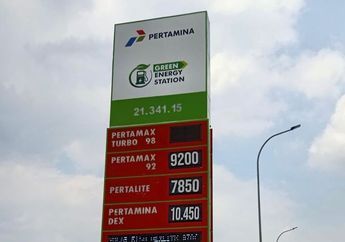 PERTAMINA
GREEN
ENERGY
STATION
21.341.15
PERTAMAX
TURBO 98
PERTAMAX
92
9200
PERTALITE
7850
PERTAMINA
DEX
10.450